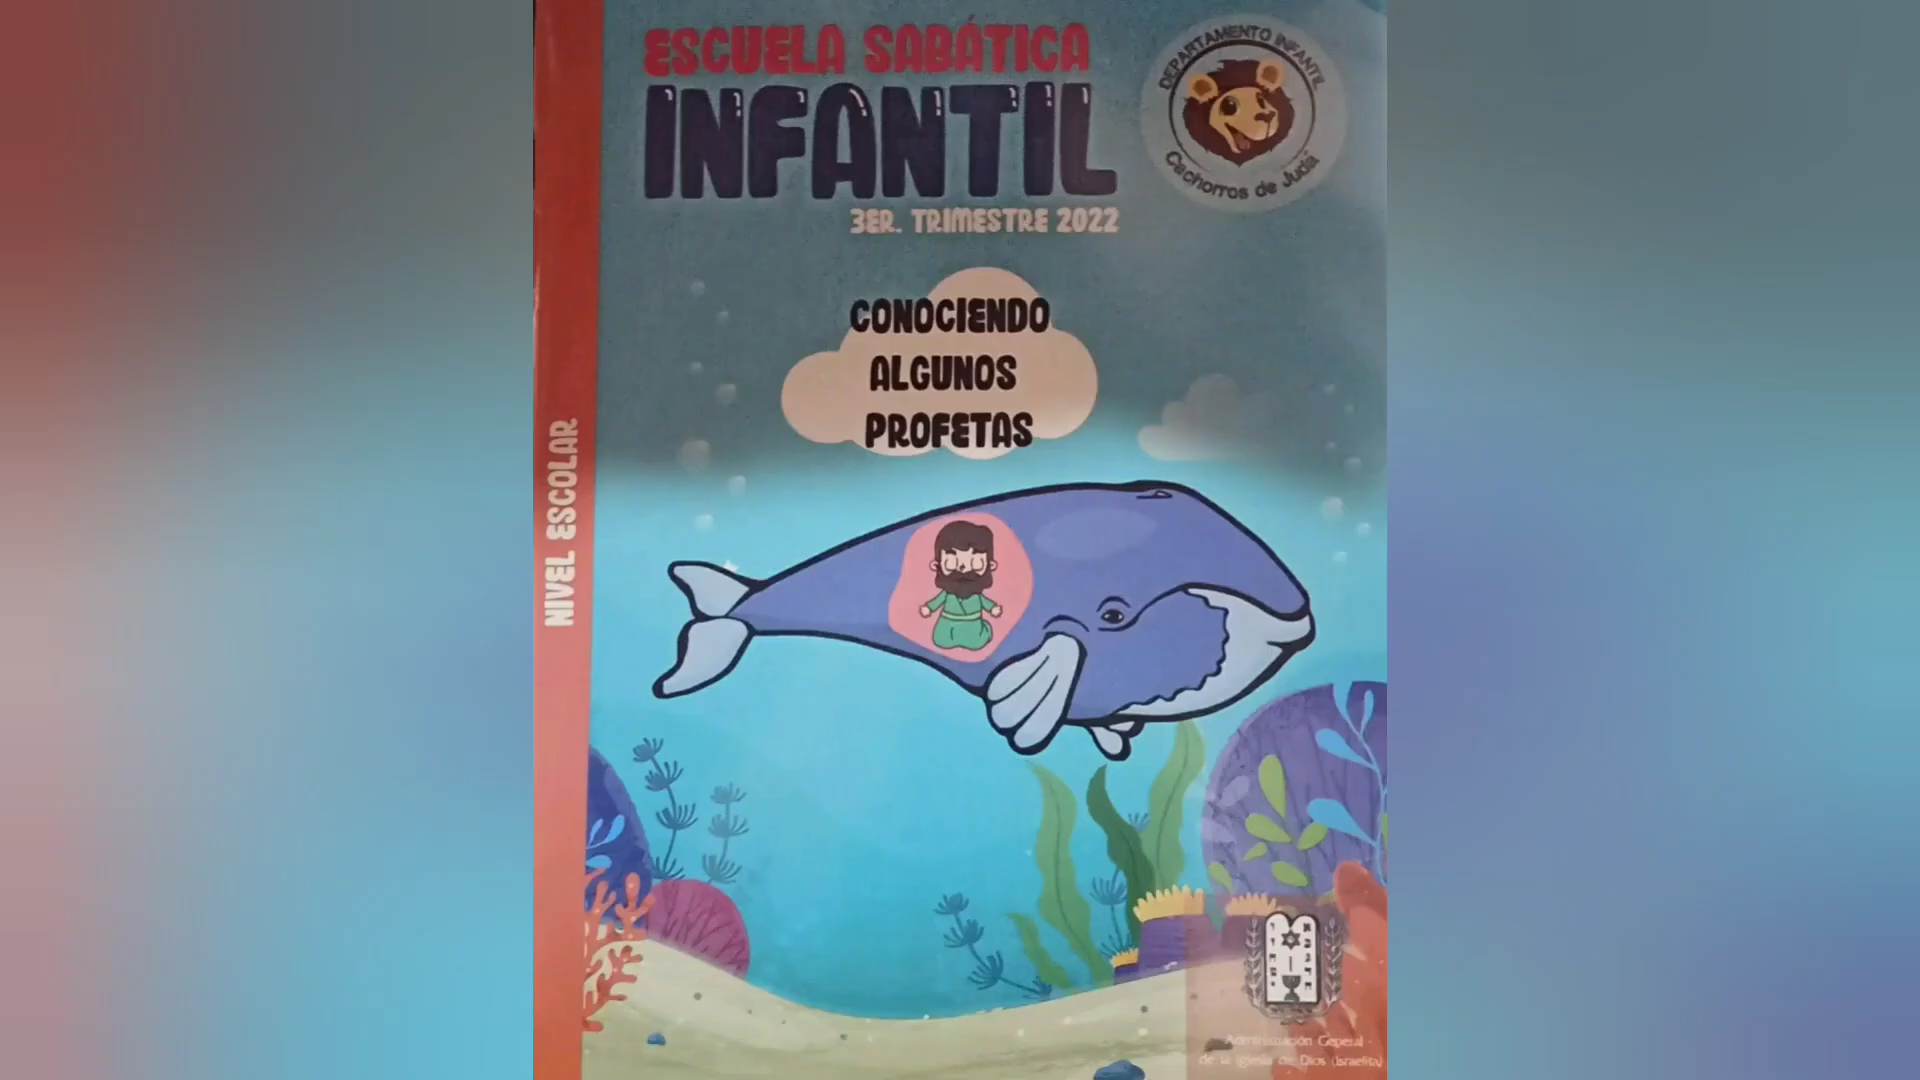 ESCUELA SABÁTICA
INFANTIL
3ER. TRIMESTRE 2022
DEPARTAMENTO INFANTIL
Cachorros de Judá
CONOCIENDO
ALGUNOS
PROFETAS
NIVEL ESCOLAR
Administración General
de la Iglesia de Dios (Israelita)